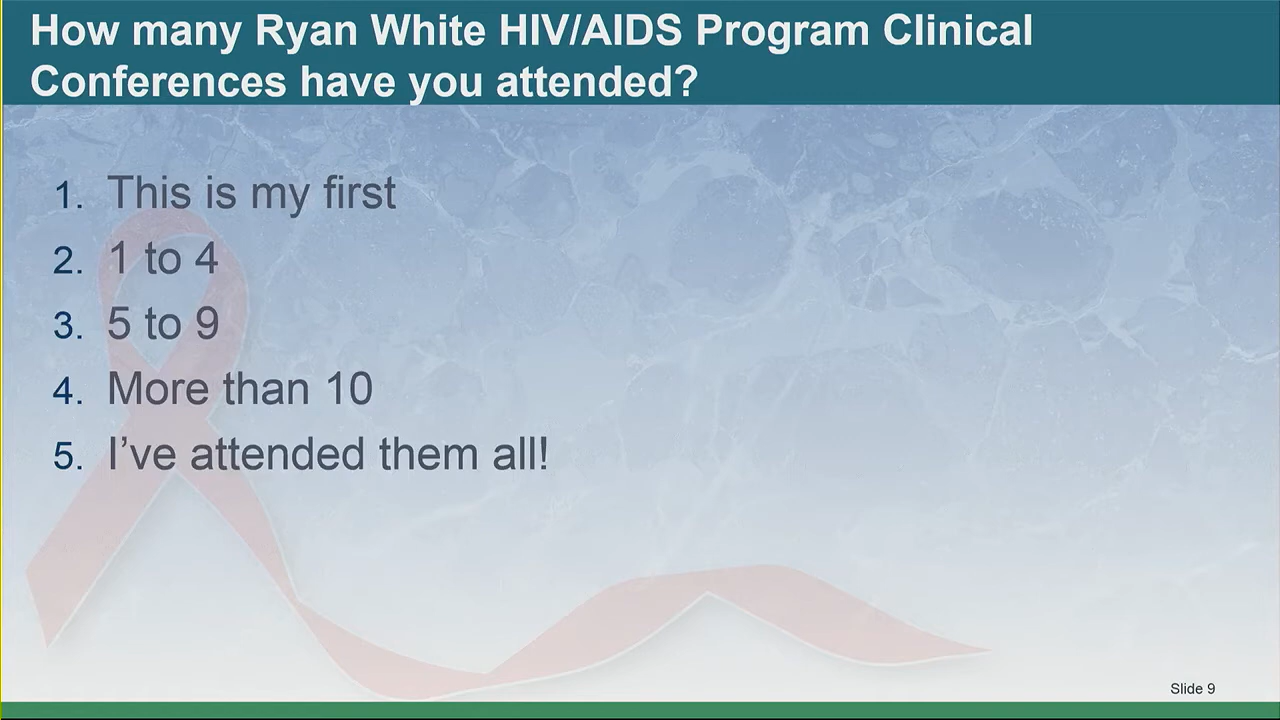 How many Ryan White HIV/AIDS Program Clinical
Conferences have you attended?
1. This is my first
2. 1 to 4
3. 5 to 9
4. More than 10
5. I’ve attended them all!
Slide 9